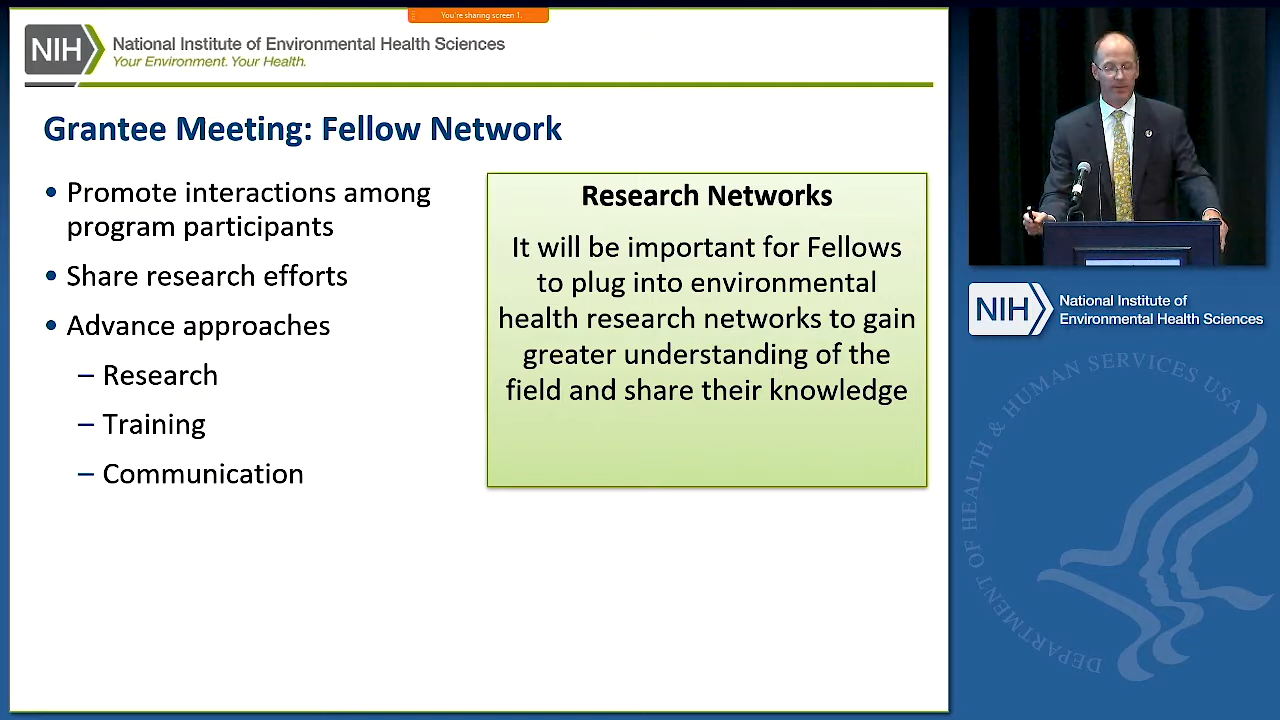 You're sharing screen 1.
NIH
National Institute of Environmental Health Sciences
Your Environment. Your Health.
Grantee Meeting: Fellow Network
• Promote interactions among
program participants
• Share research efforts
• Advance approaches
– Research
– Training
– Communication
Research Networks
It will be important for Fellows
to plug into environmental
health research networks to gain
greater understanding of the
field and share their knowledge
NIH
National Institute of
Environmental Health Sciences
DEPARTMENT OF HEALTH & HUMAN SERVICES USA